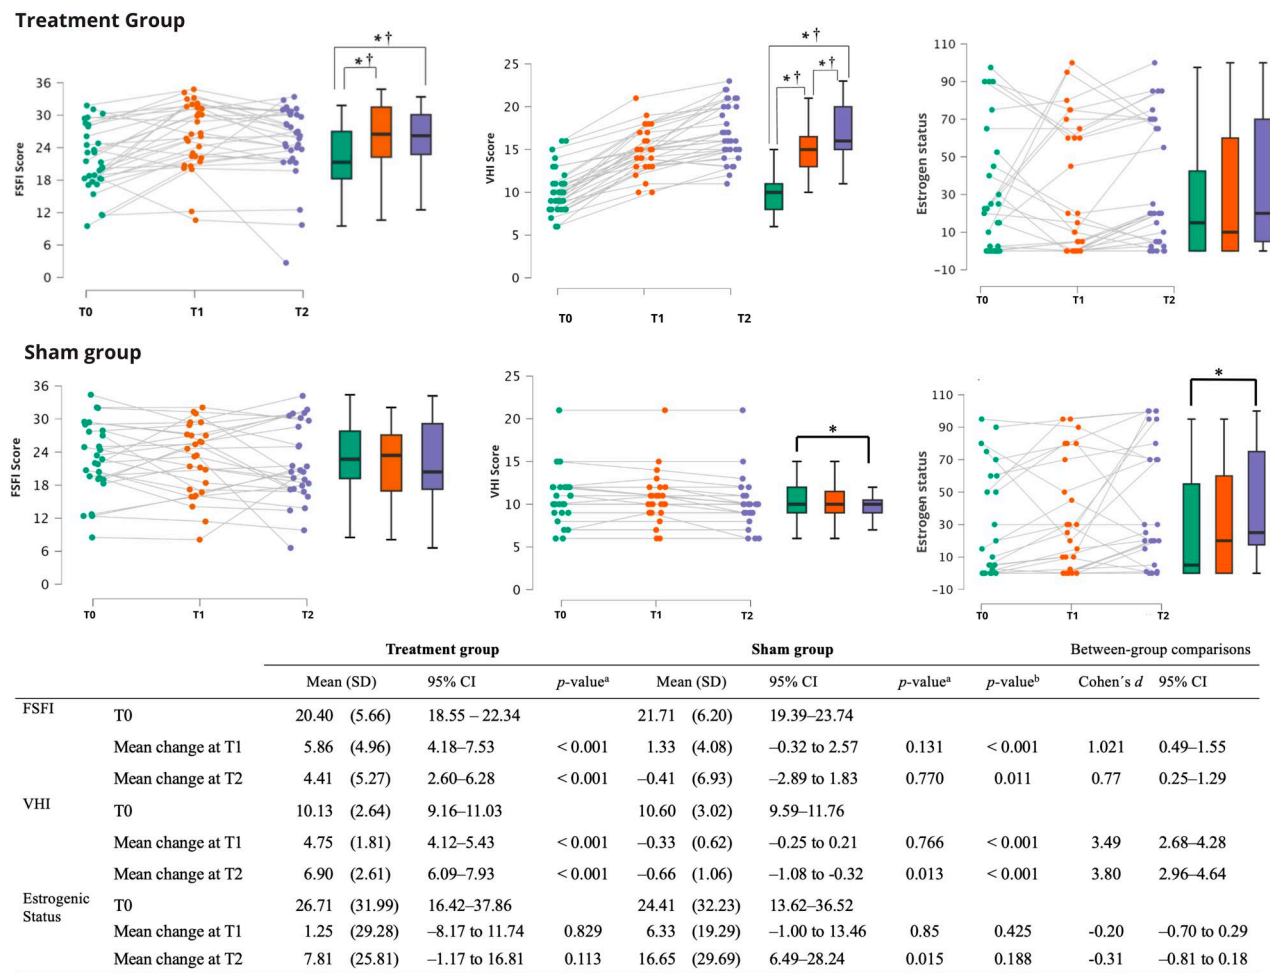 Treatment Group
* †
* †
36
30
24
18
12
6
0
FSFI Score
T0
T1
T2
* †
* †
* †
25
20
15
10
5
0
VHI Score
T0
T1
T2
110
90
70
50
30
10
−10
Estrogen status
T0
T1
T2
Sham group
36
30
24
18
12
6
0
FSFI Score
T0
T1
T2
*
25
20
15
10
5
0
VHI Score
T0
T1
T2
*
110
90
70
50
30
10
−10
Estrogen status
T0
T1
T2
Treatment group Sham group Between-group comparisons
Mean (SD) 95% CI p-valueᵃ Mean (SD) 95% CI p-valueᵃ p-valueᵇ Cohen´s d 95% CI
FSFI
T0 20.40 (5.66) 18.55 – 22.34 21.71 (6.20) 19.39–23.74
Mean change at T1 5.86 (4.96) 4.18–7.53 < 0.001 1.33 (4.08) –0.32 to 2.57 0.131 < 0.001 1.021 0.49–1.55
Mean change at T2 4.41 (5.27) 2.60–6.28 < 0.001 –0.41 (6.93) –2.89 to 1.83 0.770 0.011 0.77 0.25–1.29
VHI
T0 10.13 (2.64) 9.16–11.03 10.60 (3.02) 9.59–11.76
Mean change at T1 4.75 (1.81) 4.12–5.43 < 0.001 –0.33 (0.62) –0.25 to 0.21 0.766 < 0.001 3.49 2.68–4.28
Mean change at T2 6.90 (2.61) 6.09–7.93 < 0.001 –0.66 (1.06) –1.08 to -0.32 0.013 < 0.001 3.80 2.96–4.64
Estrogenic
Status
T0 26.71 (31.99) 16.42–37.86 24.41 (32.23) 13.62–36.52
Mean change at T1 1.25 (29.28) –8.17 to 11.74 0.829 6.33 (19.29) –1.00 to 13.46 0.85 0.425 -0.20 –0.70 to 0.29
Mean change at T2 7.81 (25.81) –1.17 to 16.81 0.113 16.65 (29.69) 6.49–28.24 0.015 0.188 -0.31 –0.81 to 0.18